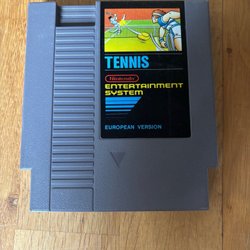 TENNIS
Nintendo
ENTERTAINMENT
SYSTEM
EUROPEAN VERSION